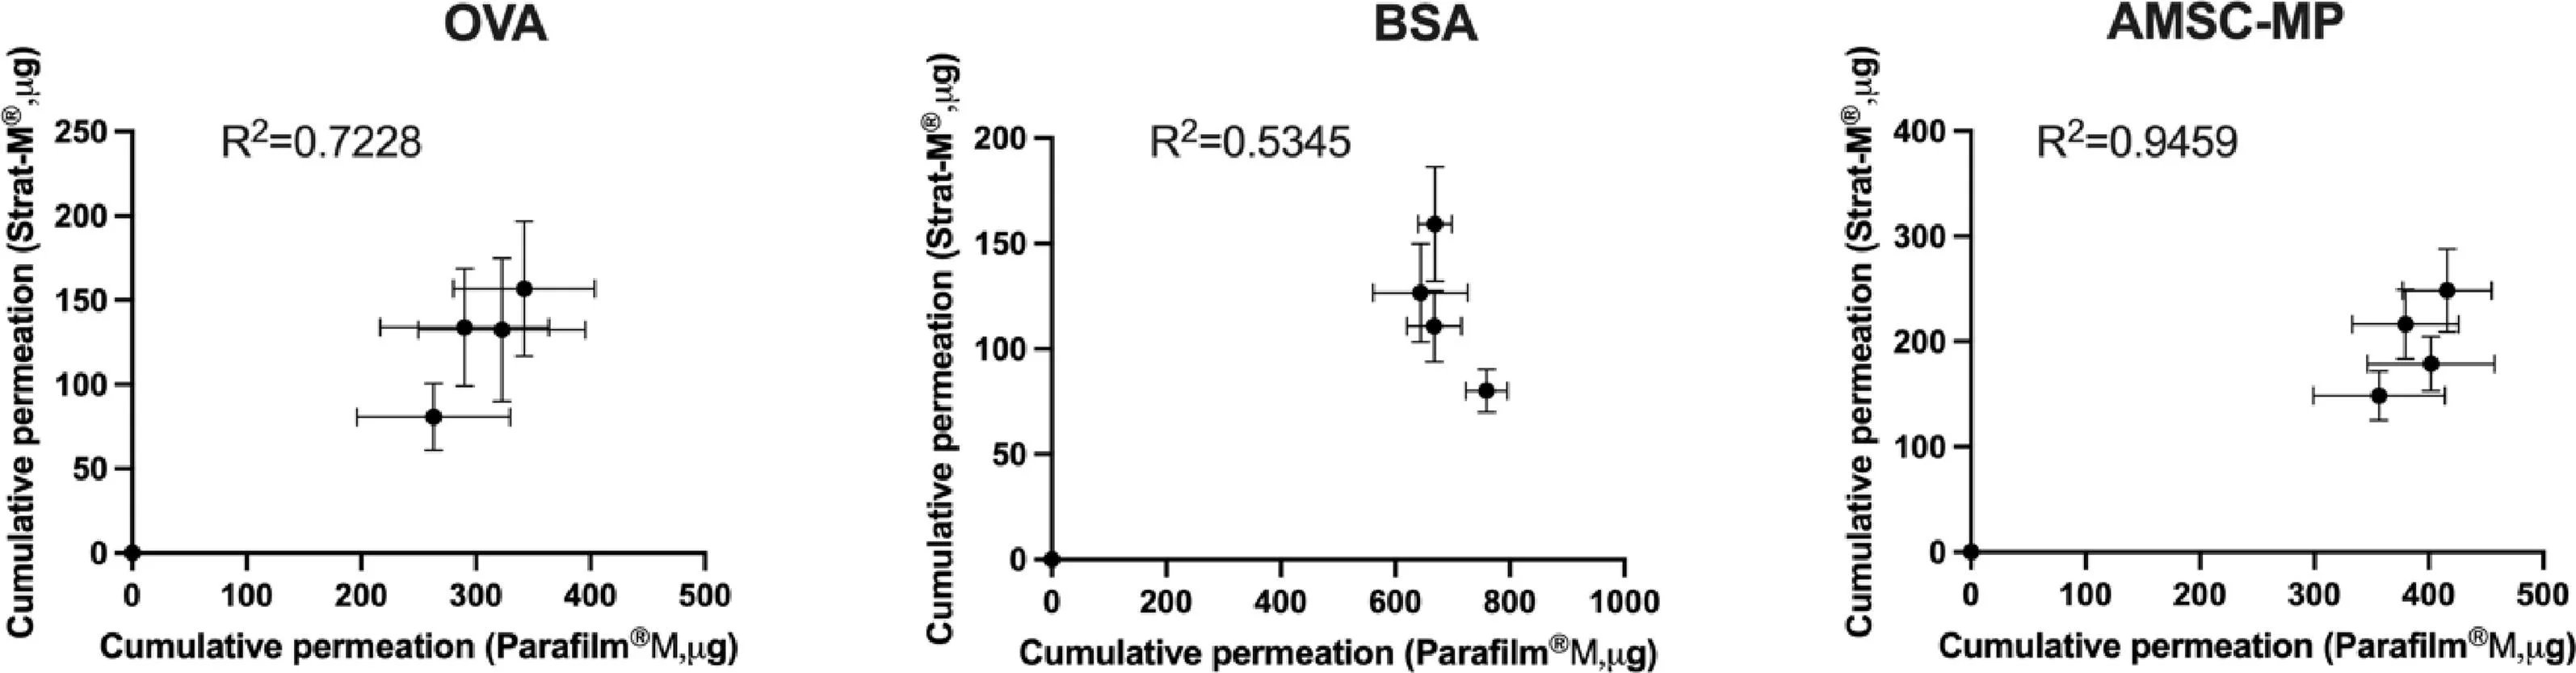 OVA
Cumulative permeation (Strat-M®,μg)
R²=0.7228
250
200
150
100
50
0
0 100 200 300 400 500
Cumulative permeation (Parafilm®M,μg)
BSA
Cumulative permeation (Strat-M®,μg)
R²=0.5345
200
150
100
50
0
0 200 400 600 800 1000
Cumulative permeation (Parafilm®M,μg)
AMSC-MP
Cumulative permeation (Strat-M®,μg)
R²=0.9459
400
300
200
100
0
0 100 200 300 400 500
Cumulative permeation (Parafilm®M,μg)